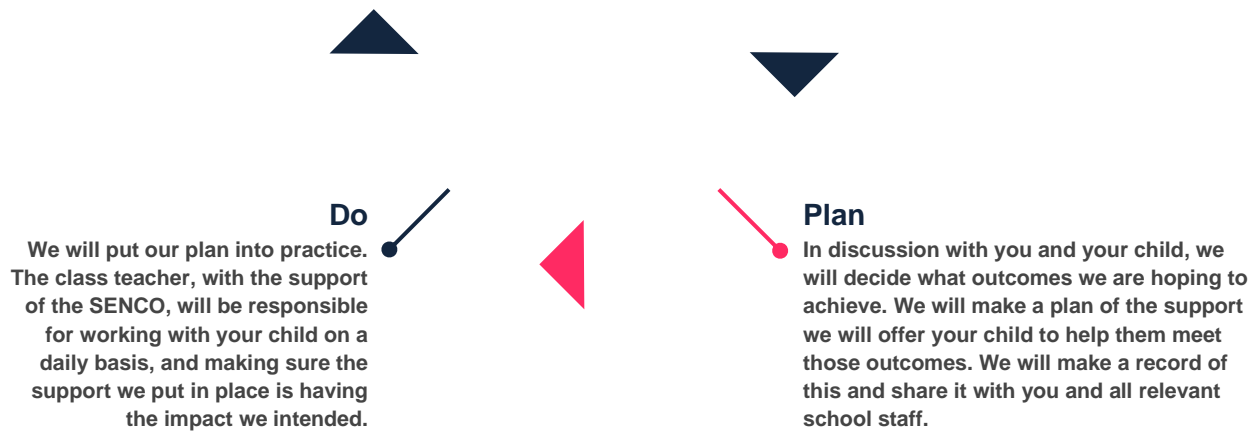 Do
We will put our plan into practice.
The class teacher, with the support
of the SENCO, will be responsible
for working with your child on a
daily basis, and making sure the
support we put in place is having
the impact we intended.
Plan
In discussion with you and your child, we
will decide what outcomes we are hoping to
achieve. We will make a plan of the support
we will offer your child to help them meet
those outcomes. We will make a record of
this and share it with you and all relevant
school staff.